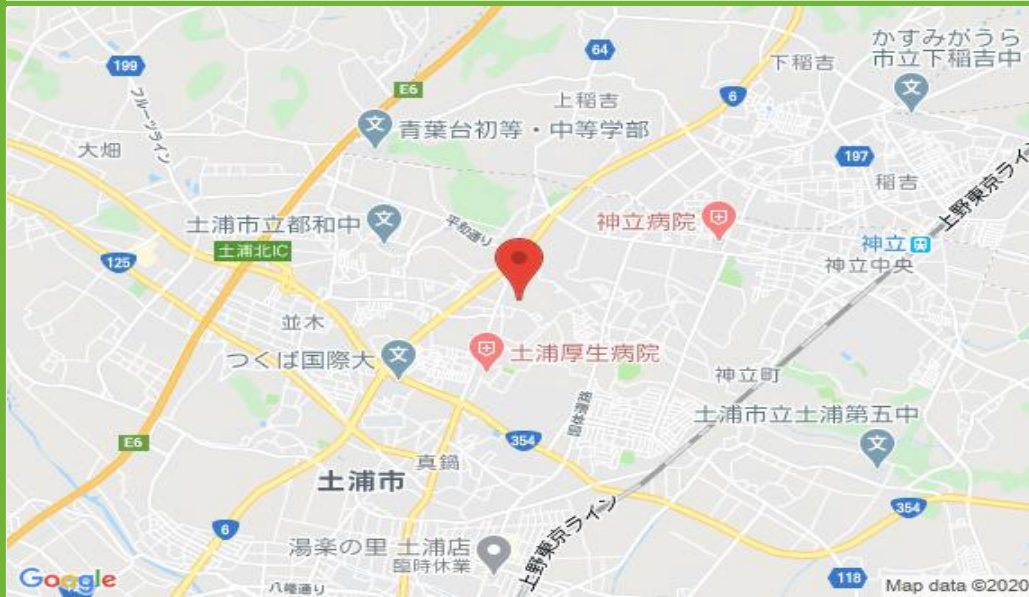 かすみがうら
市立下稲吉中
64
下稲吉
199
フルーツライン
E6
6
上稲吉
青葉台初等・中等学部
大畑
197
稲吉
上野東京ライン
土浦市立都和中
平和通り
神立病院
神立
土浦北IC
神立中央
125
並木
つくば国際大
土浦厚生病院
神立町
国体道路
土浦市立土浦第五中
E6
354
真鍋
土浦市
354
6
上野東京ライン
湯楽の里 土浦店
臨時休業
Google
八幡通り
118
Map data ©2020